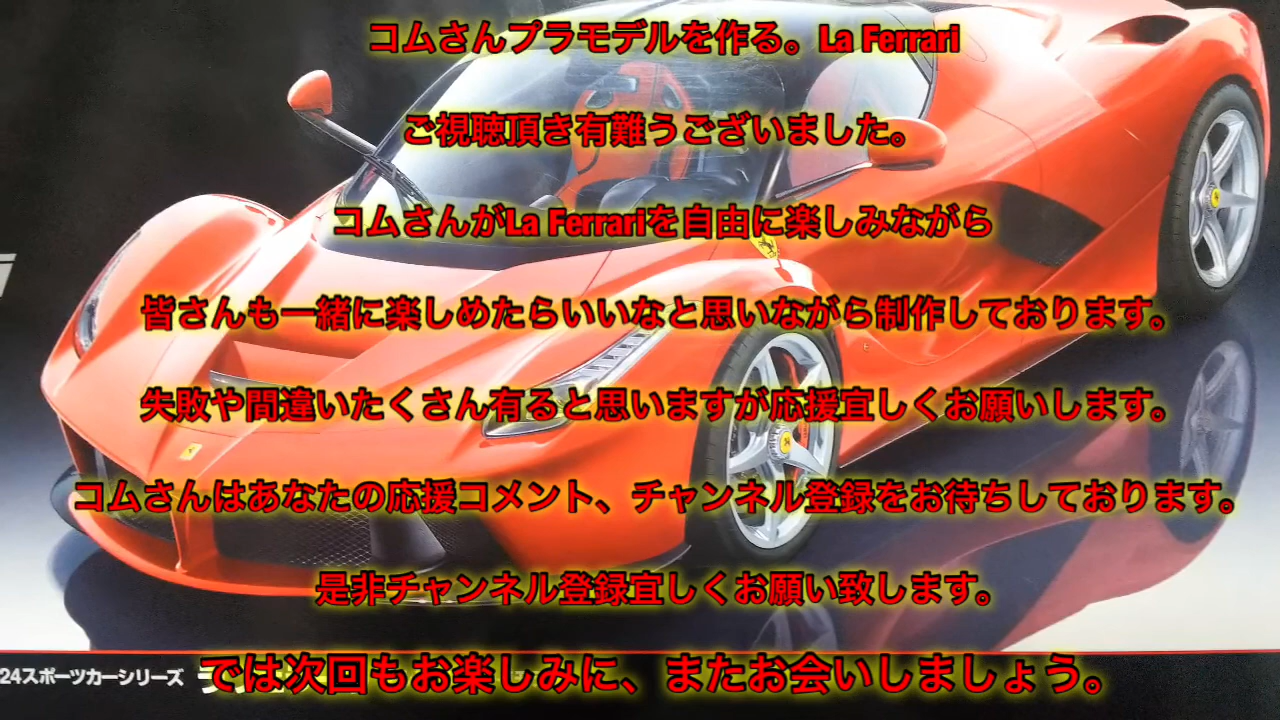 コムさんプラモデルを作る。La Ferrari
ご視聴頂き有難うございました。
コムさんがLa Ferrariを自由に楽しみながら
皆さんも一緒に楽しめたらいいなと思いながら制作しております。
失敗や間違いたくさん有ると思いますが応援宜しくお願いします。
コムさんはあなたの応援コメント、チャンネル登録をお待ちしております。
是非チャンネル登録宜しくお願い致します。
24スポーツカーシリーズ
では次回もお楽しみに、またお会いしましょう。